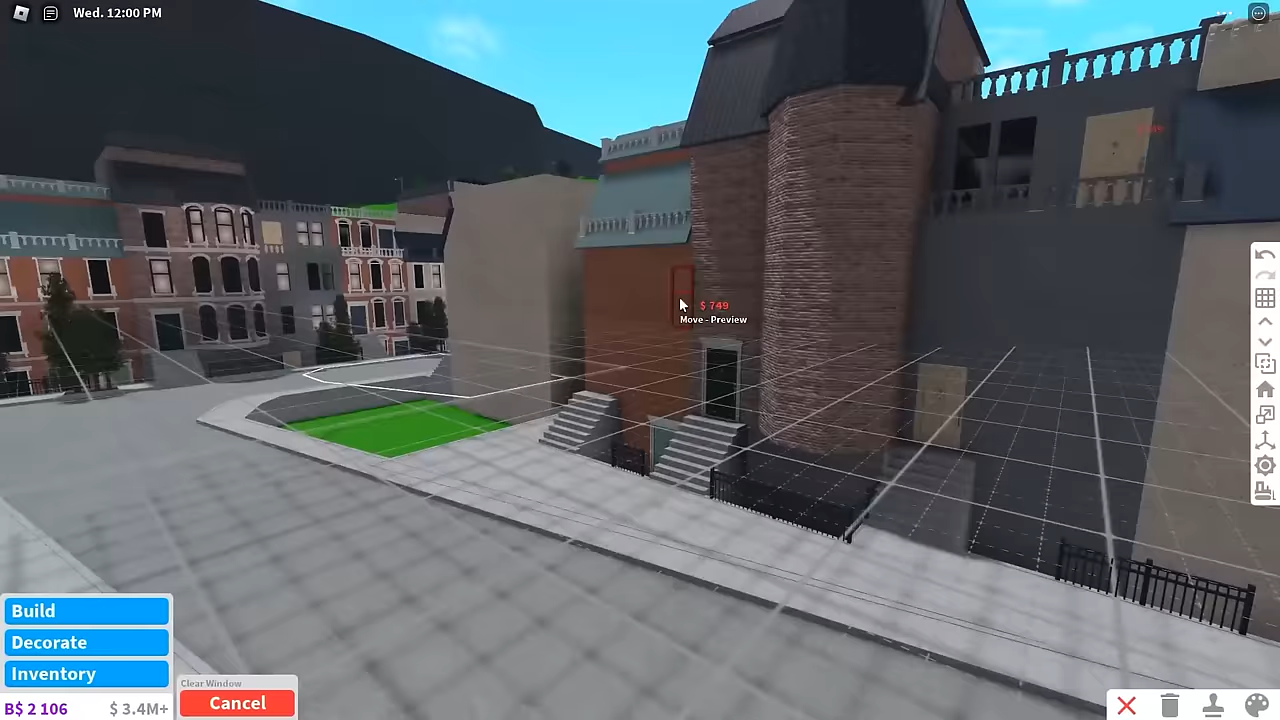 Wed. 12:00 PM
$ 749
Move - Preview
Build
Decorate
Inventory
Clear Window
Cancel
B$ 2 106
$ 3.4M+